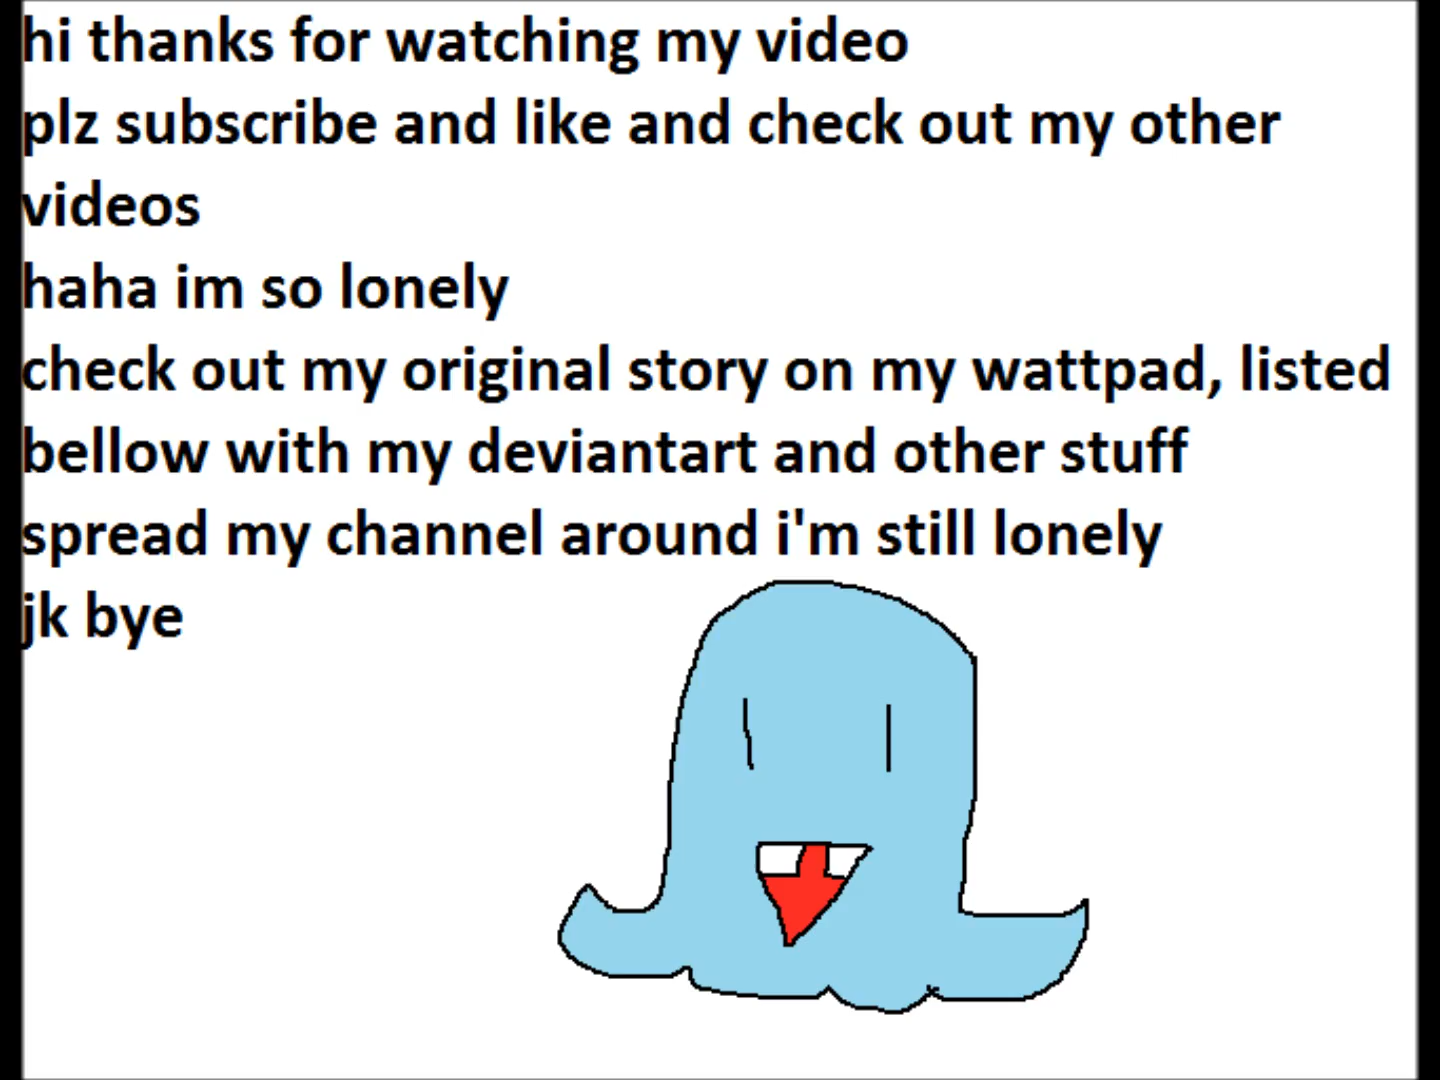 hi thanks for watching my video
plz subscribe and like and check out my other
videos
haha im so lonely
check out my original story on my wattpad, listed
bellow with my deviantart and other stuff
spread my channel around i'm still lonely
jk bye